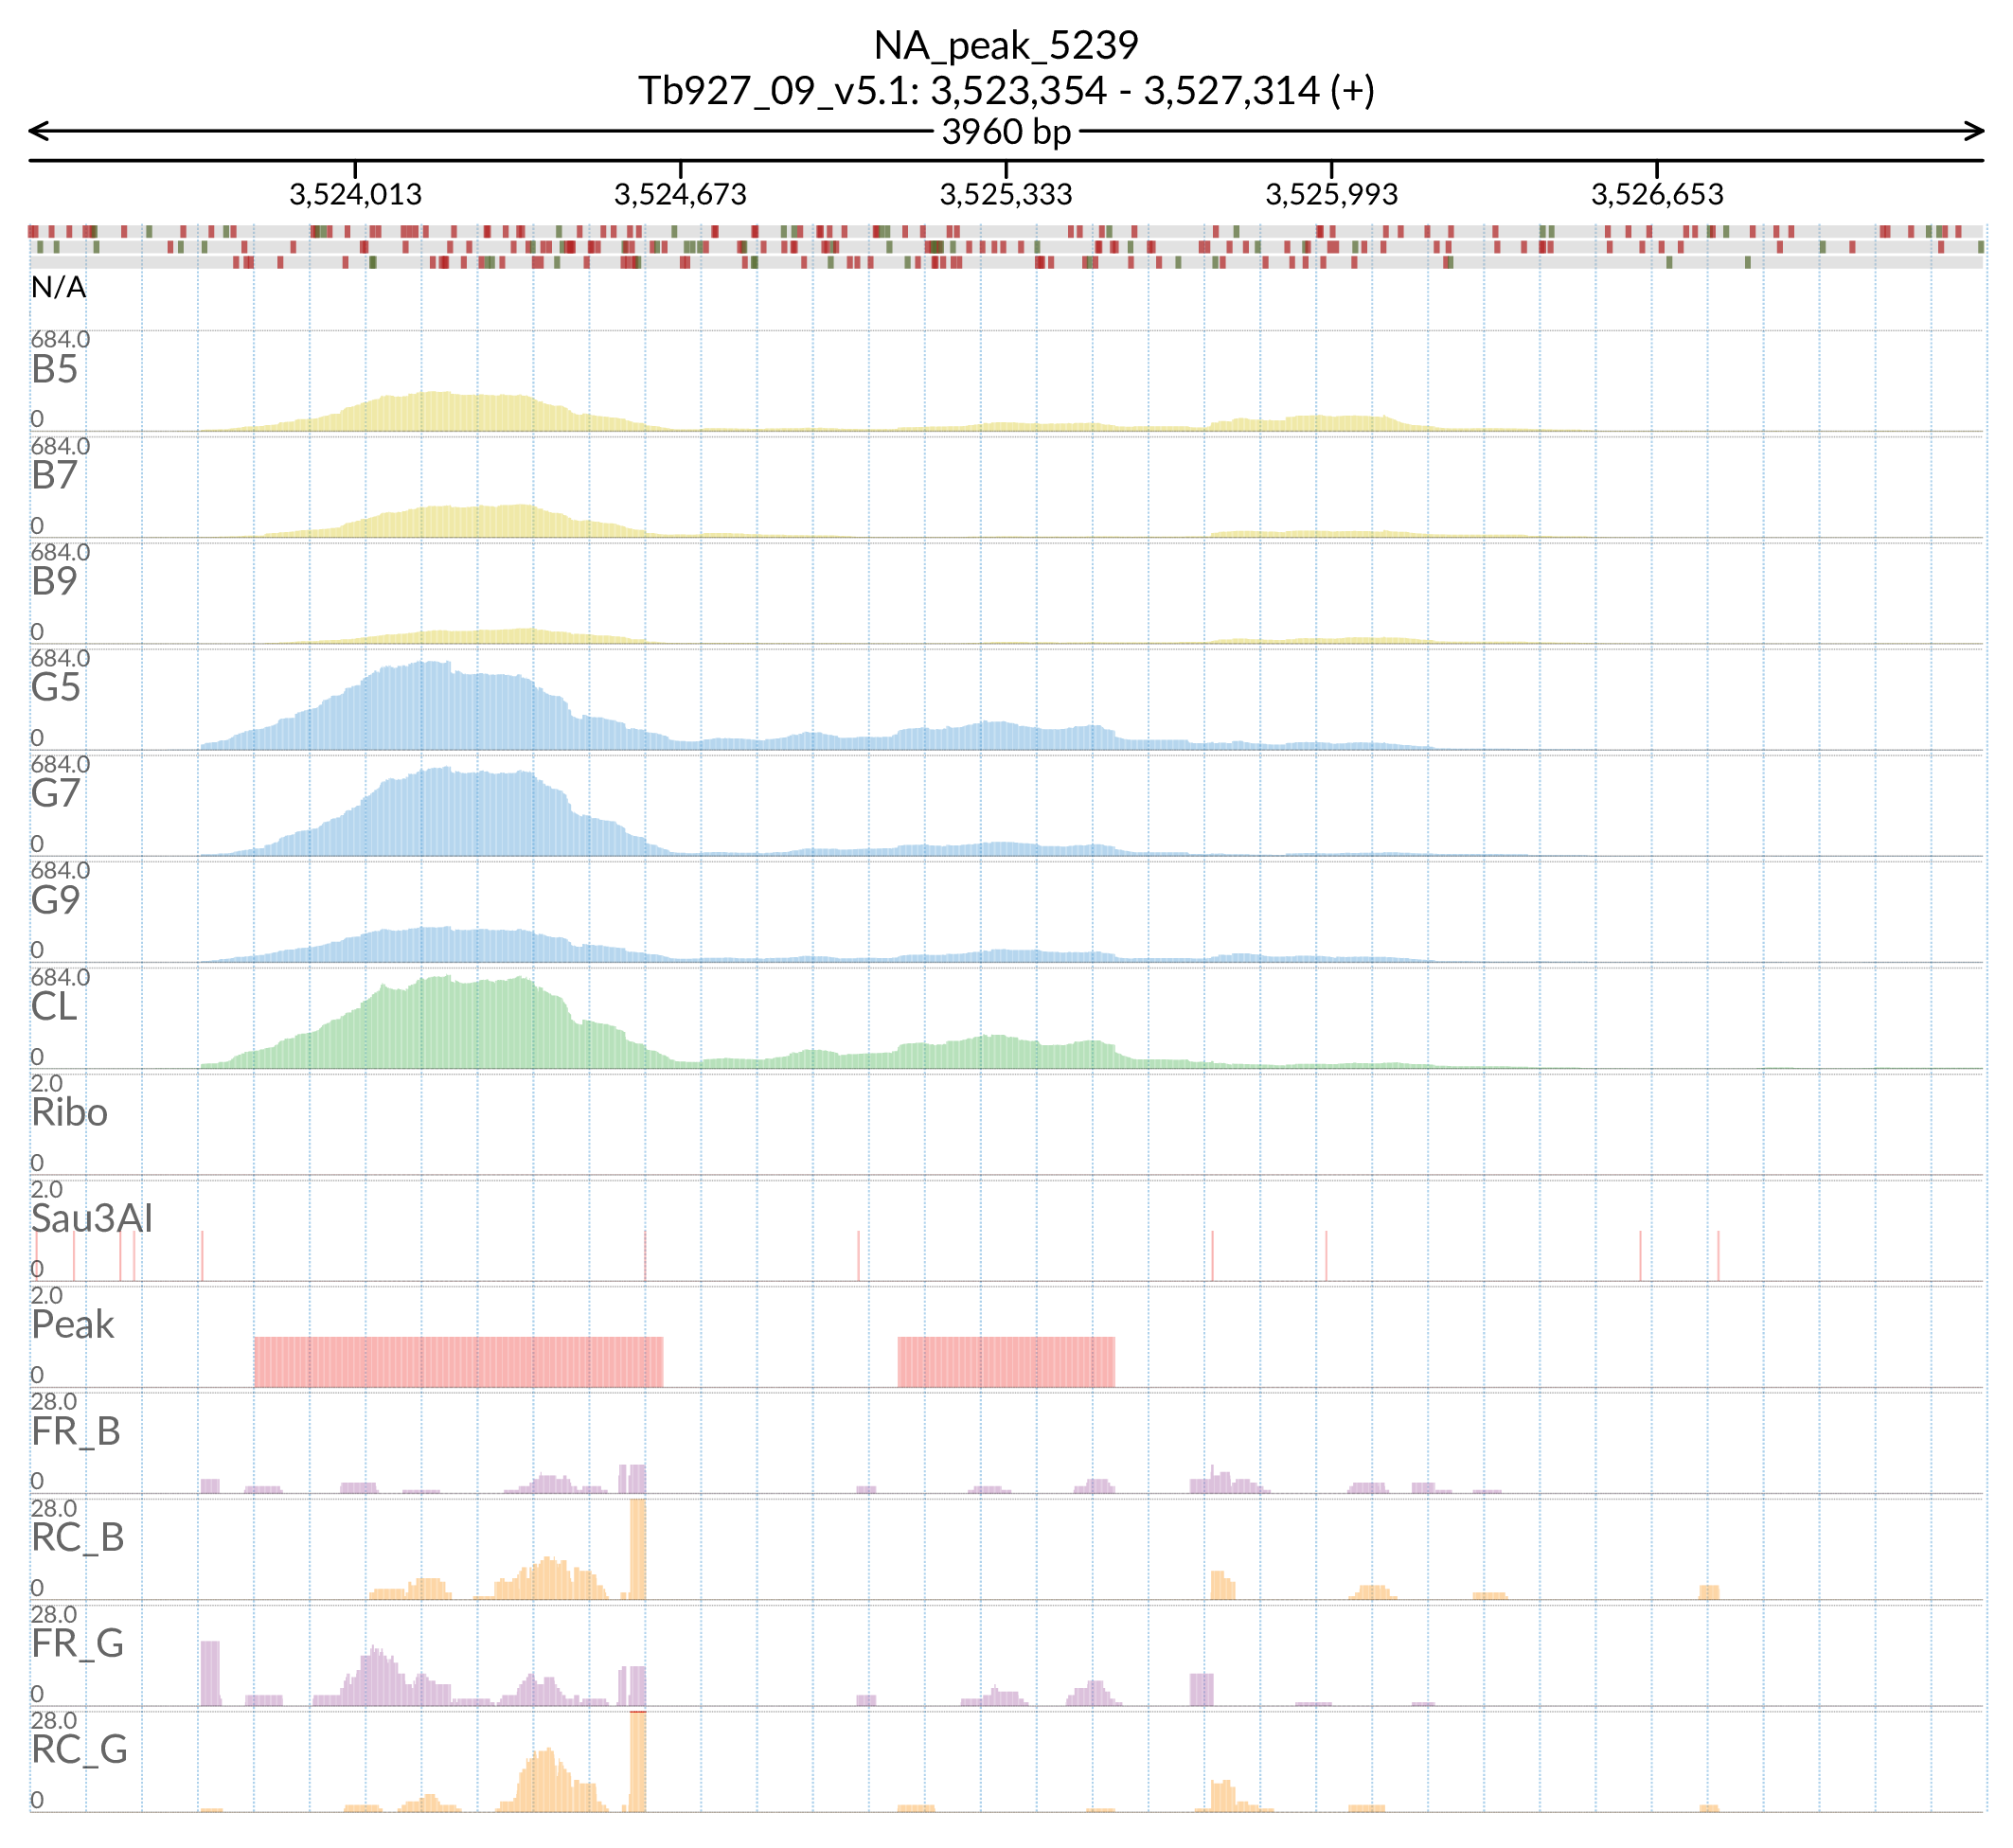 NA_peak_5239
Tb927_09_v5.1: 3,523,354 - 3,527,314 (+)
3960 bp
3,524,013 3,524,673 3,525,333 3,525,993 3,526,653
N/A
684.0
B5
0
684.0
B7
0
684.0
B9
0
684.0
G5
0
684.0
G7
0
684.0
G9
0
684.0
CL
0
2.0
Ribo
0
2.0
Sau3AI
0
2.0
Peak
0
28.0
FR_B
0
28.0
RC_B
0
28.0
FR_G
0
28.0
RC_G
0